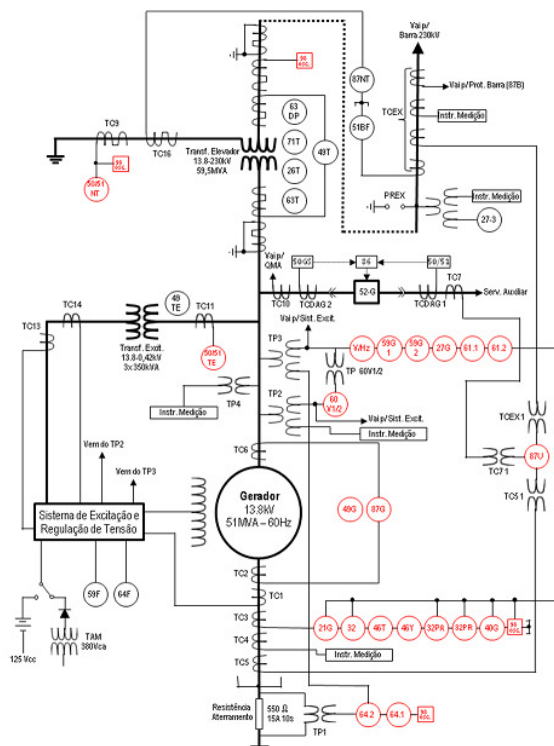 Vai p/
Barra 230kV
87NT
Vai p/ Prot. Barra (87B)
TCEX
63
DP
51BF
Instr. Medição
TC9
71T
49T
TC16
Transf. Elevador
13.8-230kV
59,5MVA
26T
50/51
NT
63T
PREX
Instr. Medição
27-3
Vai p/
QMA
50/51
86
TC7
TC14
49
TE
TC11
TC10
TCDAG 2
52-G
TCDAG 1
Serv. Auxiliar
TC13
Vai p/ Sist. Excit.
TP3
V/Hz
59G
1
59G
2
27G
61.1
61.2
Transf. Excit.
13.8-0,42kV
3x350kVA
50/51
TE
TP 60V1/2
TP4
TP2
60
V1/2
TCEX1
Instr. Medição
Vai p/ Sist. Excit.
Vem do TP2
Instr. Medição
TC6
TC7 1
87U
Vem do TP3
Gerador
13.8kV
51MVA – 60Hz
49G
87G
TC5 1
Sistema de Excitação e
Regulação de Tensão
TC2
59F
64F
TC1
TC3
21G
32
46T
46Y
32PA
32PR
40G
TC4
TAM
380Vca
Instr. Medição
125 Vcc
TC5
Resistência
Aterramento
550 Ω
15A 10s
TP1
64.2
64.1